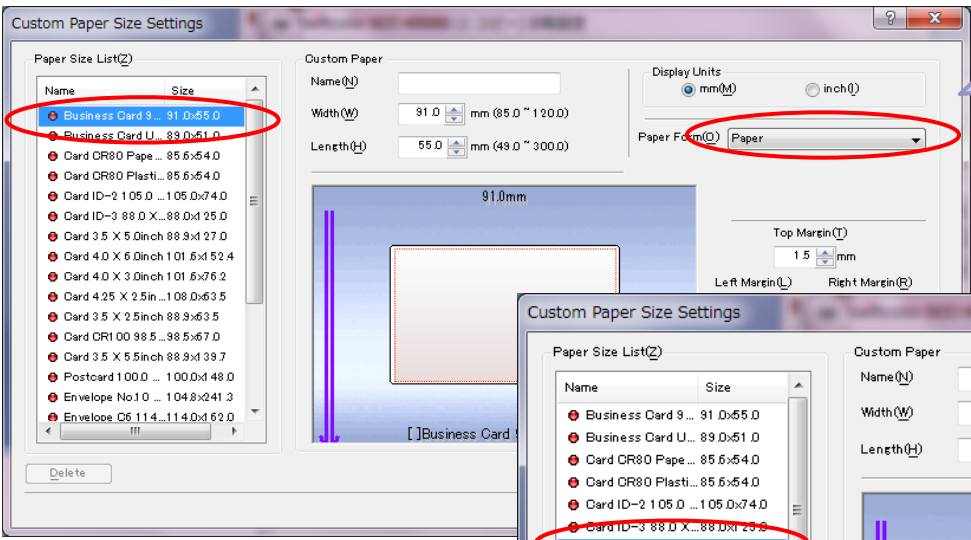 Custom Paper Size Settings
Paper Size List(Z)
Name Size
Business Card 9... 91.0x55.0
Business Card U... 89.0x51.0
Card CR80 Pape... 85.6x54.0
Card CR80 Plasti... 85.6x54.0
Card ID-2 105.0 ... 105.0x74.0
Card ID-3 88.0 X... 88.0x125.0
Card 3.5 X 5.0inch 88.9x127.0
Card 4.0 X 6.0inch 101.6x152.4
Card 4.0 X 3.0inch 101.6x76.2
Card 4.25 X 2.5in... 108.0x63.5
Card 3.5 X 2.5inch 88.9x63.5
Card CR100 98.5... 98.5x67.0
Card 3.5 X 5.5inch 88.9x139.7
Postcard 100.0 ... 100.0x148.0
Envelope No.10 ... 104.8x241.3
Envelope C6 114... 114.0x162.0
Delete
Custom Paper
Name(N)
Width(W) 91.0 mm (85.0 ~ 120.0)
Length(H) 55.0 mm (49.0 ~ 300.0)
Display Units
mm(M) inch(I)
Paper Form(O) Paper
91.0mm
[ ]Business Card
Top Margin(T)
1.5 mm
Left Margin(L) Right Margin(R)
Custom Paper Size Settings
Paper Size List(Z)
Name Size
Business Card 9... 91.0x55.0
Business Card U... 89.0x51.0
Card CR80 Pape... 85.6x54.0
Card CR80 Plasti... 85.6x54.0
Card ID-2 105.0 ... 105.0x74.0
Card ID-3 88.0 X... 88.0x125.0
Custom Paper
Name(N)
Width(W)
Length(H)